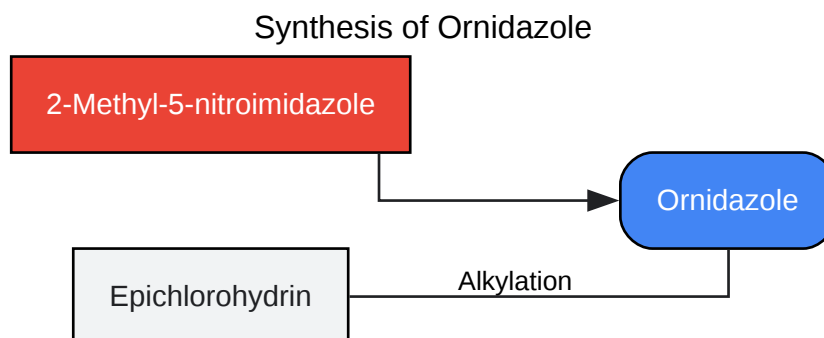 Synthesis of Ornidazole
2-Methyl-5-nitroimidazole
Ornidazole
Epichlorohydrin
Alkylation